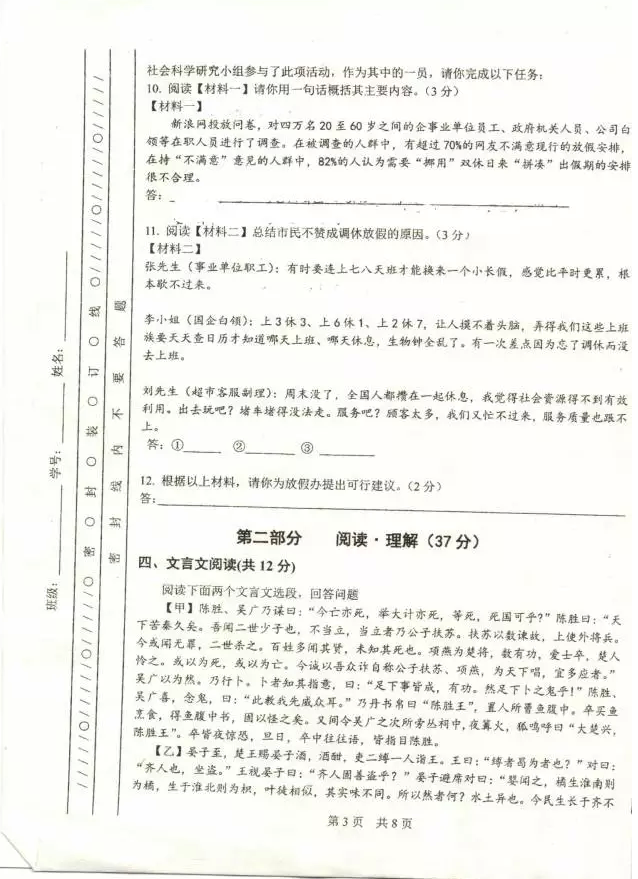 社会科学研究小组参与了此项活动，作为其中的一员，请你完成以下任务：
10. 阅读【材料一】请你用一句话概括其主要内容。（3 分）
【材料一】
新浪网投放问卷，对四万名 20 至 60 岁之间的企事业单位员工、政府机关人员、公司白
领等在职人员进行了调查。在被调查的人群中，有超过 70%的网友不满意现行的放假安排，
在持“不满意”意见的人群中，82%的人认为需要“挪用”双休日来“拼凑”出假期的安排
很不合理。
答：
11. 阅读【材料二】总结市民不赞成调休放假的原因。（3 分）
【材料二】
张先生（事业单位职工）：有时要连上七八天班才能换来一个小长假，感觉比平时更累，根
本歇不过来。
李小姐（国企白领）：上 3 休 3、上 6 休 1、上 2 休 7，让人摸不着头脑，弄得我们这些上班
族要天天查日历才知道哪天上班、哪天休息，生物钟全乱了。有一次差点因为忘了调休而没
去上班。
刘先生（超市客服副理）：周末没了，全国人都攒在一起休息，我觉得社会资源得不到有效
利用。出去玩吧？堵车堵得没法走。服务吧？顾客太多，我们又忙不过来，服务质量也跟不
上。
答：① ② ③
12. 根据以上材料，请你为放假办提出可行建议。（2 分）
答：
第二部分 阅读·理解（37 分）
四、文言文阅读(共 12 分)
阅读下面两个文言文选段，回答问题
【甲】陈胜、吴广乃谋曰：“今亡亦死，举大计亦死，等死，死国可乎？”陈胜曰：“天
下苦秦久矣。吾闻二世少子也，不当立，当立者乃公子扶苏。扶苏以数谏故，上使外将兵。
今或闻无罪，二世杀之。百姓多闻其贤，未知其死也。项燕为楚将，数有功，爱士卒，楚人
怜之。或以为死，或以为亡。今诚以吾众诈自称公子扶苏、项燕，为天下唱，宜多应者。”
吴广以为然。乃行卜。卜者知其指意，曰：“足下事皆成，有功。然足下卜之鬼乎！”陈胜、
吴广喜，念鬼，曰：“此教我先威众耳。”乃丹书帛曰“陈胜王”，置人所罾鱼腹中。卒买鱼
烹食，得鱼腹中书，固以怪之矣。又间令吴广之次所旁丛祠中，夜篝火，狐鸣呼曰“大楚兴，
陈胜王”。卒皆夜惊恐，旦日，卒中往往语，皆指目陈胜。
【乙】晏子至，楚王赐晏子酒，酒酣，吏二缚一人诣王。王曰：“缚者曷为者也？”对曰：
“齐人也，坐盗。”王视晏子曰：“齐人固善盗乎？”晏子避席对曰：“婴闻之，橘生淮南则
为橘，生于淮北则为枳，叶徒相似，其实味不同。所以然者何？水土异也。今民生长于齐不
第 3 页 共 8 页
班级： 学号： 姓名：
密 ○ 封 ○ 装 ○ 订 ○ 线
密 封 线 内 不 要 答 题